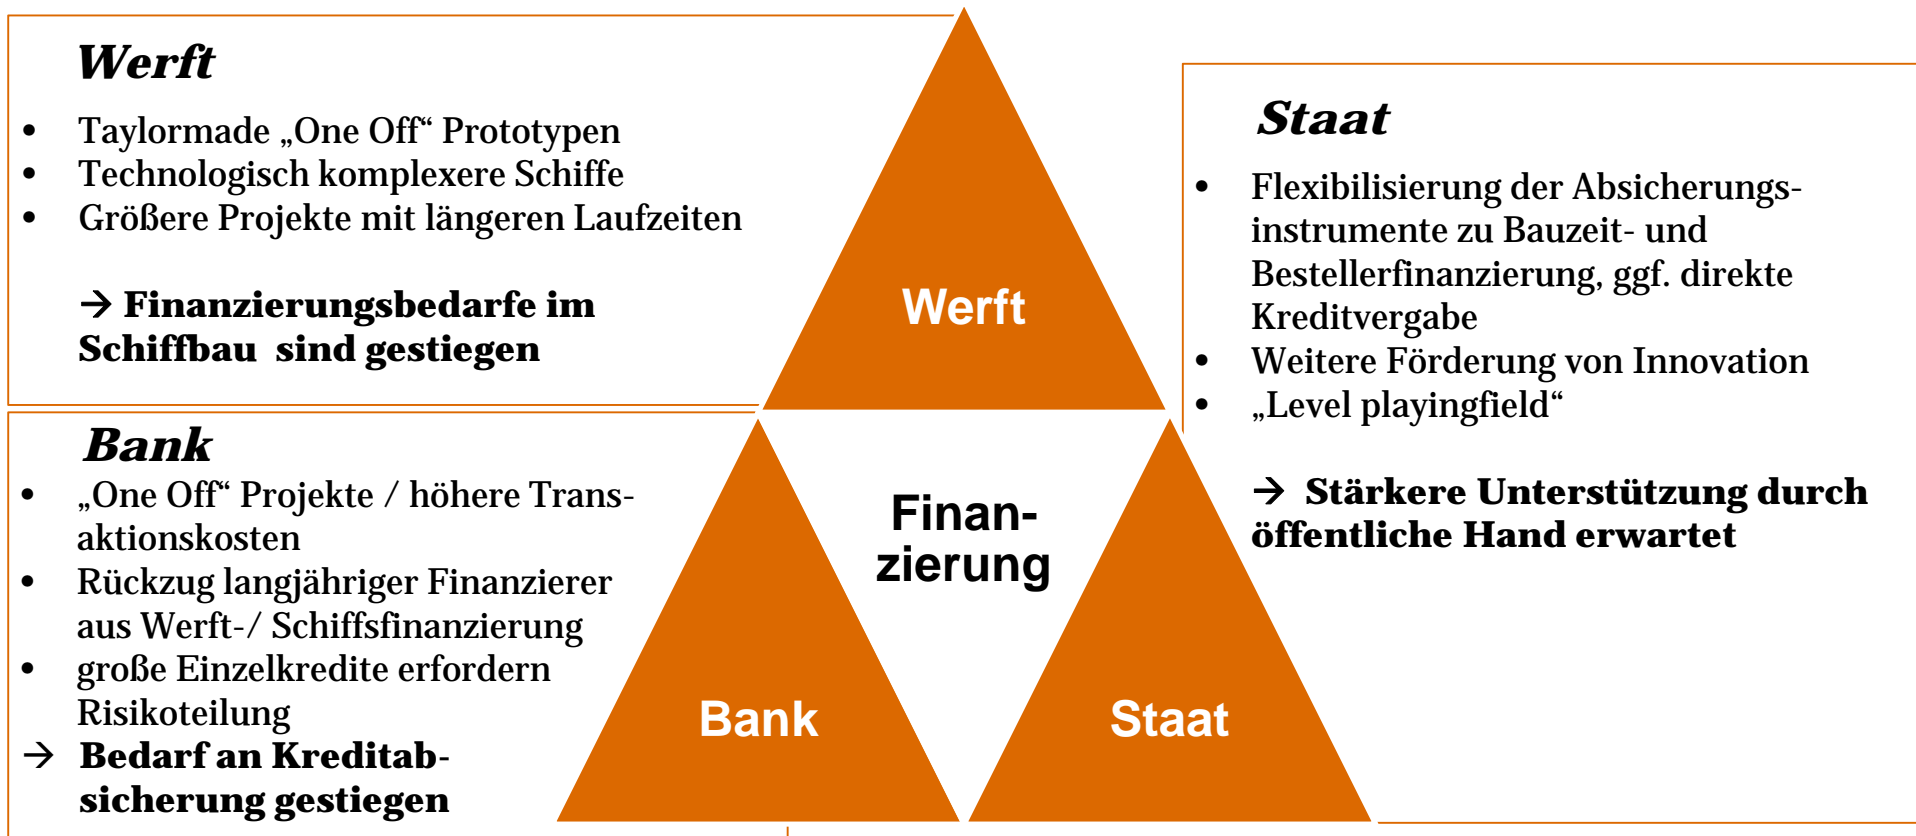 Werft
• Taylormade „One Off“ Prototypen
• Technologisch komplexere Schiffe
• Größere Projekte mit längeren Laufzeiten
→ Finanzierungsbedarfe im
Schiffbau sind gestiegen
Bank
• „One Off“ Projekte / höhere Trans-
aktionskosten
• Rückzug langjähriger Finanzierer
aus Werft-/ Schiffsfinanzierung
• große Einzelkredite erfordern
Risikoteilung
→ Bedarf an Kreditab-
sicherung gestiegen
Werft
Finan-
zierung
Bank
Staat
Staat
• Flexibilisierung der Absicherungs-
instrumente zu Bauzeit- und
Bestellerfinanzierung, ggf. direkte
Kreditvergabe
• Weitere Förderung von Innovation
• „Level playingfield“
→ Stärkere Unterstützung durch
öffentliche Hand erwartet